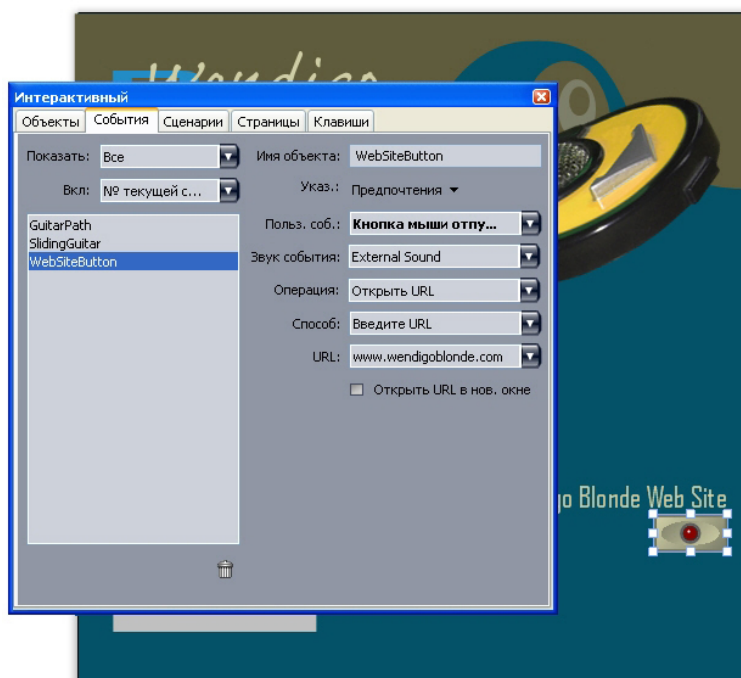 Wendigo
Интерактивный
Объекты События Сценарии Страницы Клавиши
Показать: Все
Вкл: № текущей с...
GuitarPath
SlidingGuitar
WebSiteButton
Имя объекта: WebSiteButton
Указ.: Предпочтения
Польз. соб.: Кнопка мыши отпу...
Звук события: External Sound
Операция: Открыть URL
Способ: Введите URL
URL: www.wendigoblonde.com
Открыть URL в нов. окне
go Blonde Web Site